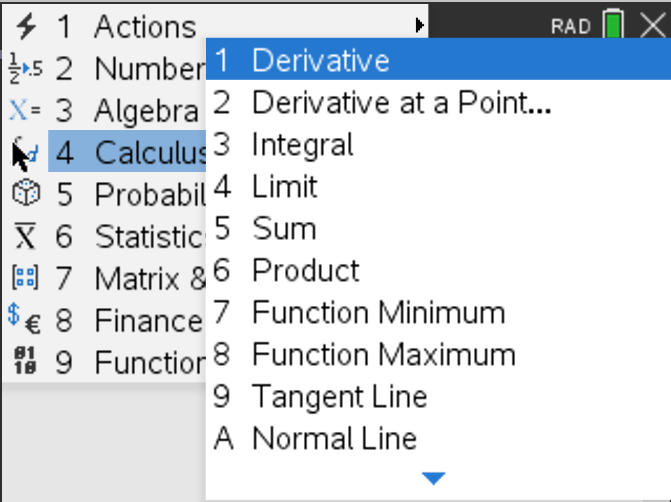 1 Actions
2 Number
3 Algebra
4 Calculus
5 Probabil
6 Statistic
7 Matrix &
8 Finance
9 Function
RAD
1 Derivative
2 Derivative at a Point...
3 Integral
4 Limit
5 Sum
6 Product
7 Function Minimum
8 Function Maximum
9 Tangent Line
A Normal Line